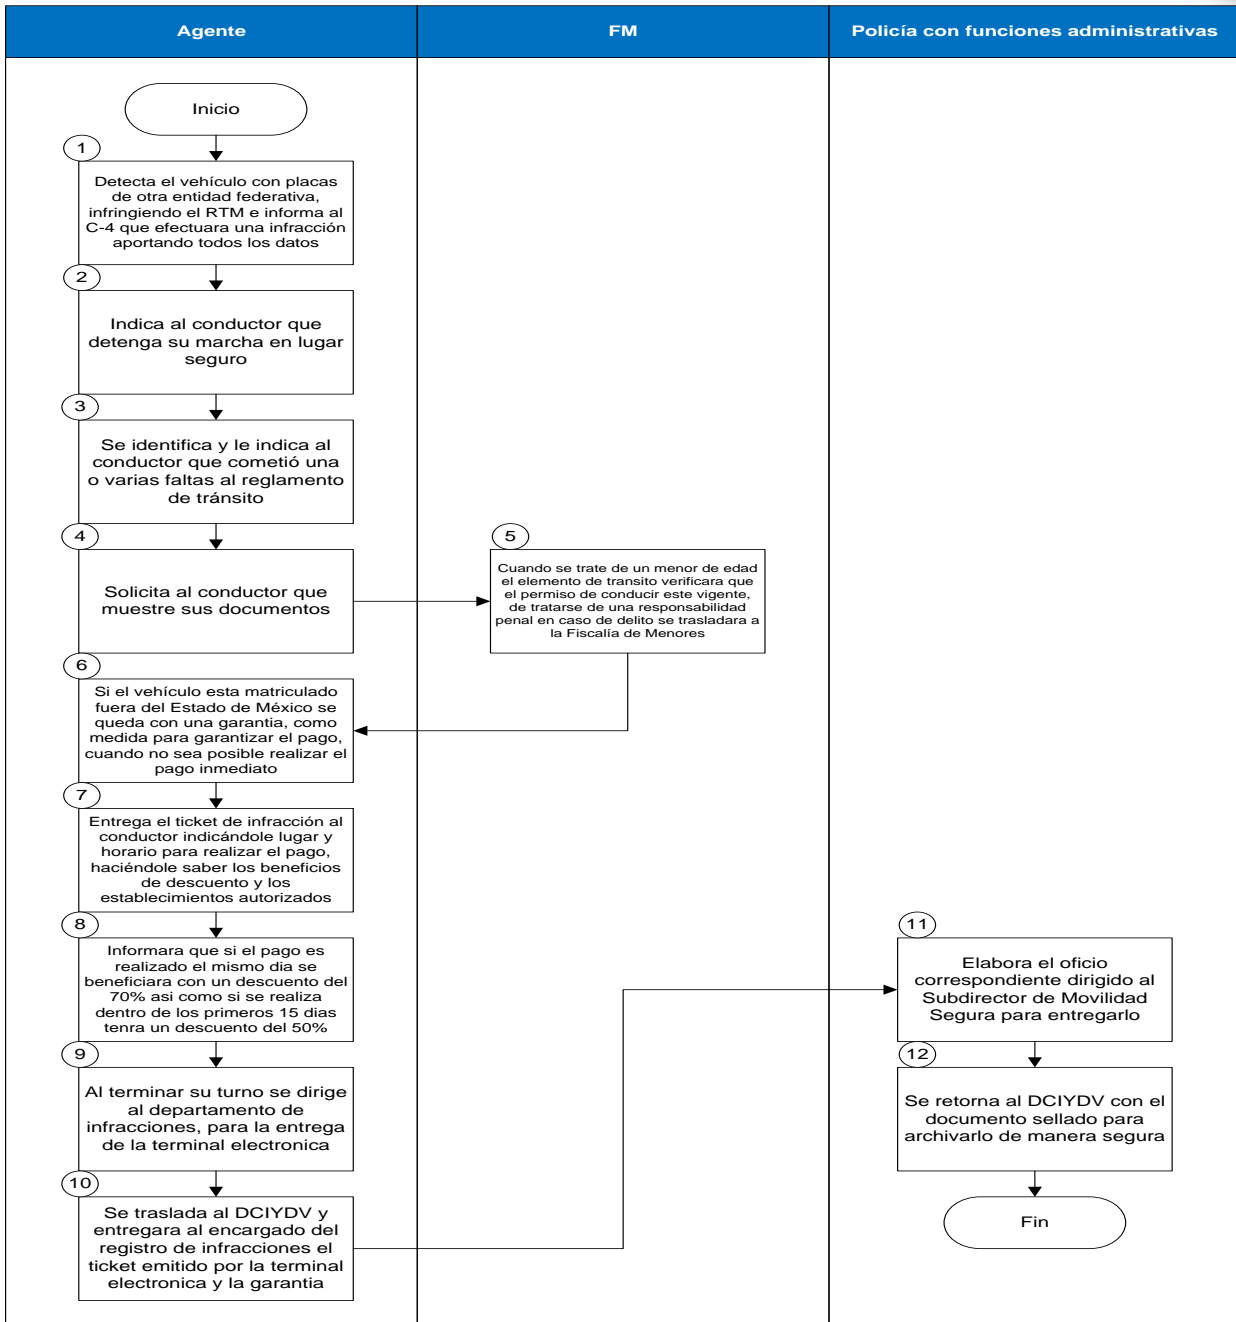 Agente
FM
Policía con funciones administrativas
Inicio
1
Detecta el vehículo con placas
de otra entidad federativa,
infringiendo el RTM e informa al
C-4 que efectuara una infracción
aportando todos los datos
2
Indica al conductor que
detenga su marcha en lugar
seguro
3
Se identifica y le indica al
conductor que cometió una
o varias faltas al reglamento
de tránsito
4
Solicita al conductor que
muestre sus documentos
5
Cuando se trate de un menor de edad
el elemento de transito verificara que
el permiso de conducir este vigente,
de tratarse de una responsabilidad
penal en caso de delito se trasladara a
la Fiscalía de Menores
6
Si el vehículo esta matriculado
fuera del Estado de México se
queda con una garantia, como
medida para garantizar el pago,
cuando no sea posible realizar el
pago inmediato
7
Entrega el ticket de infracción al
conductor indicándole lugar y
horario para realizar el pago,
haciéndole saber los beneficios
de descuento y los
establecimientos autorizados
8
Informara que si el pago es
realizado el mismo dia se
beneficiara con un descuento del
70% asi como si se realiza
dentro de los primeros 15 dias
tenra un descuento del 50%
9
Al terminar su turno se dirige
al departamento de
infracciones, para la entrega
de la terminal electronica
10
Se traslada al DCIYDV y
entregara al encargado del
registro de infracciones el
ticket emitido por la terminal
electronica y la garantia
11
Elabora el oficio
correspondiente dirigido al
Subdirector de Movilidad
Segura para entregarlo
12
Se retorna al DCIYDV con el
documento sellado para
archivarlo de manera segura
Fin